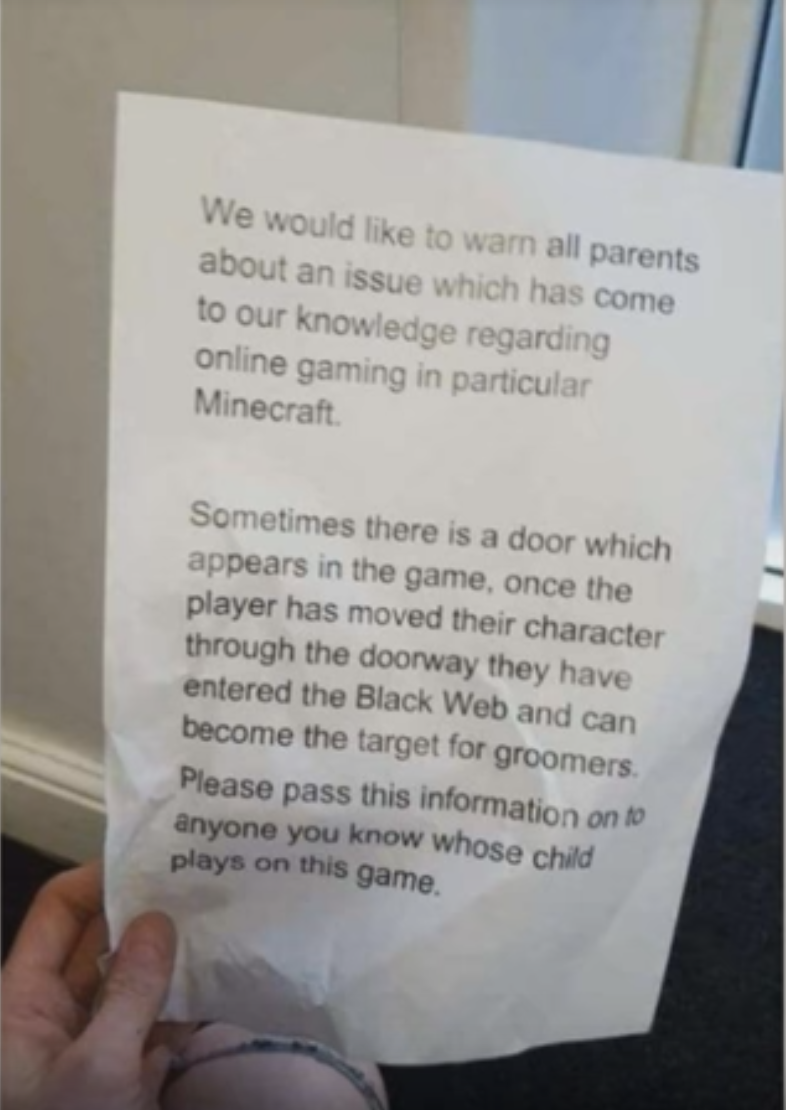 We would like to warn all parents
about an issue which has come
to our knowledge regarding
online gaming in particular
Minecraft.
Sometimes there is a door which
appears in the game, once the
player has moved their character
through the doorway they have
entered the Black Web and can
become the target for groomers.
Please pass this information on to
anyone you know whose child
plays on this game.